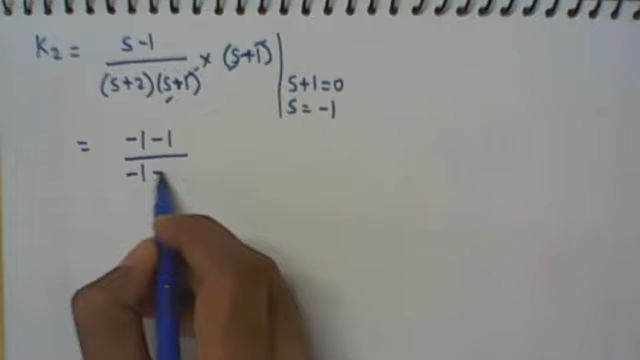 K2 = s-1 / (s+2)(s+1) × (s+1) | s+1=0
s = -1
= -1-1 / -1-